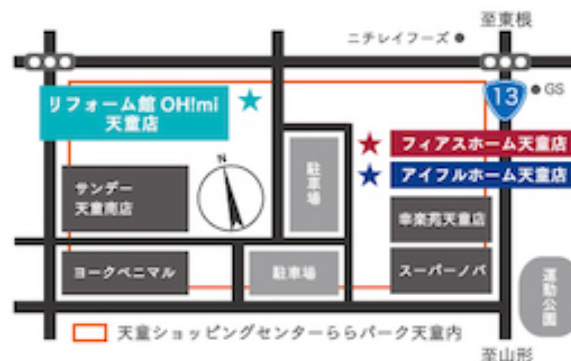 至東根
ニチレイフーズ
13
GS
リフォーム館 OH!mi
天童店
フィアスホーム天童店
アイフルホーム天童店
駐車場
N
サンデー
天童南店
幸楽苑天童店
ヨークベニマル
駐車場
スーパーノバ
運動公園
天童ショッピングセンターららパーク天童内
至山形